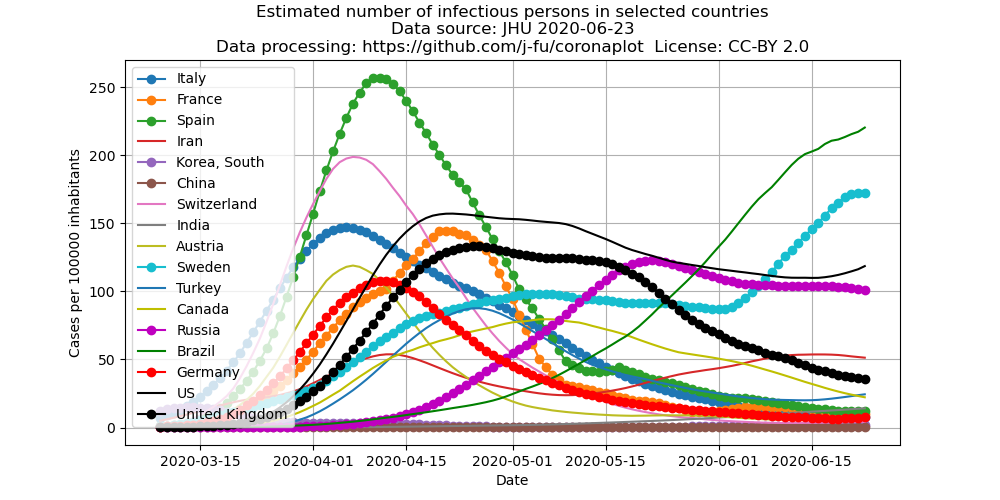 Estimated number of infectious persons in selected countries
Data source: JHU 2020-06-23
Data processing: https://github.com/j-fu/coronaplot  License: CC-BY 2.0
Cases per 100000 inhabitants
250
200
150
100
50
0
Italy
France
Spain
Iran
Korea, South
China
Switzerland
India
Austria
Sweden
Turkey
Canada
Russia
Brazil
Germany
US
United Kingdom
2020-03-15
2020-04-01
2020-04-15
2020-05-01
2020-05-15
2020-06-01
2020-06-15
Date